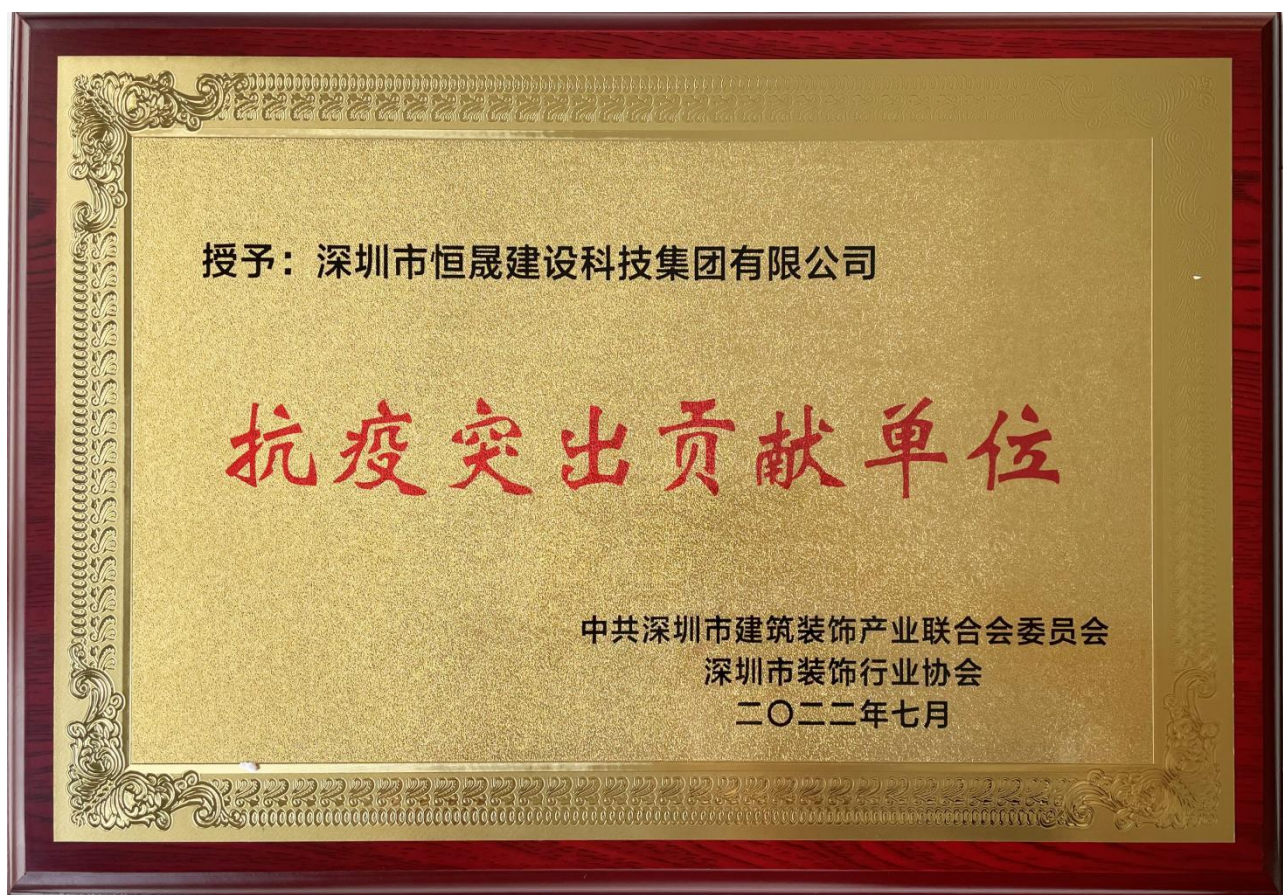 授予：深圳市恒晟建设科技集团有限公司
抗疫突出贡献单位
中共深圳市建筑装饰产业联合会委员会
深圳市装饰行业协会
二〇二二年七月